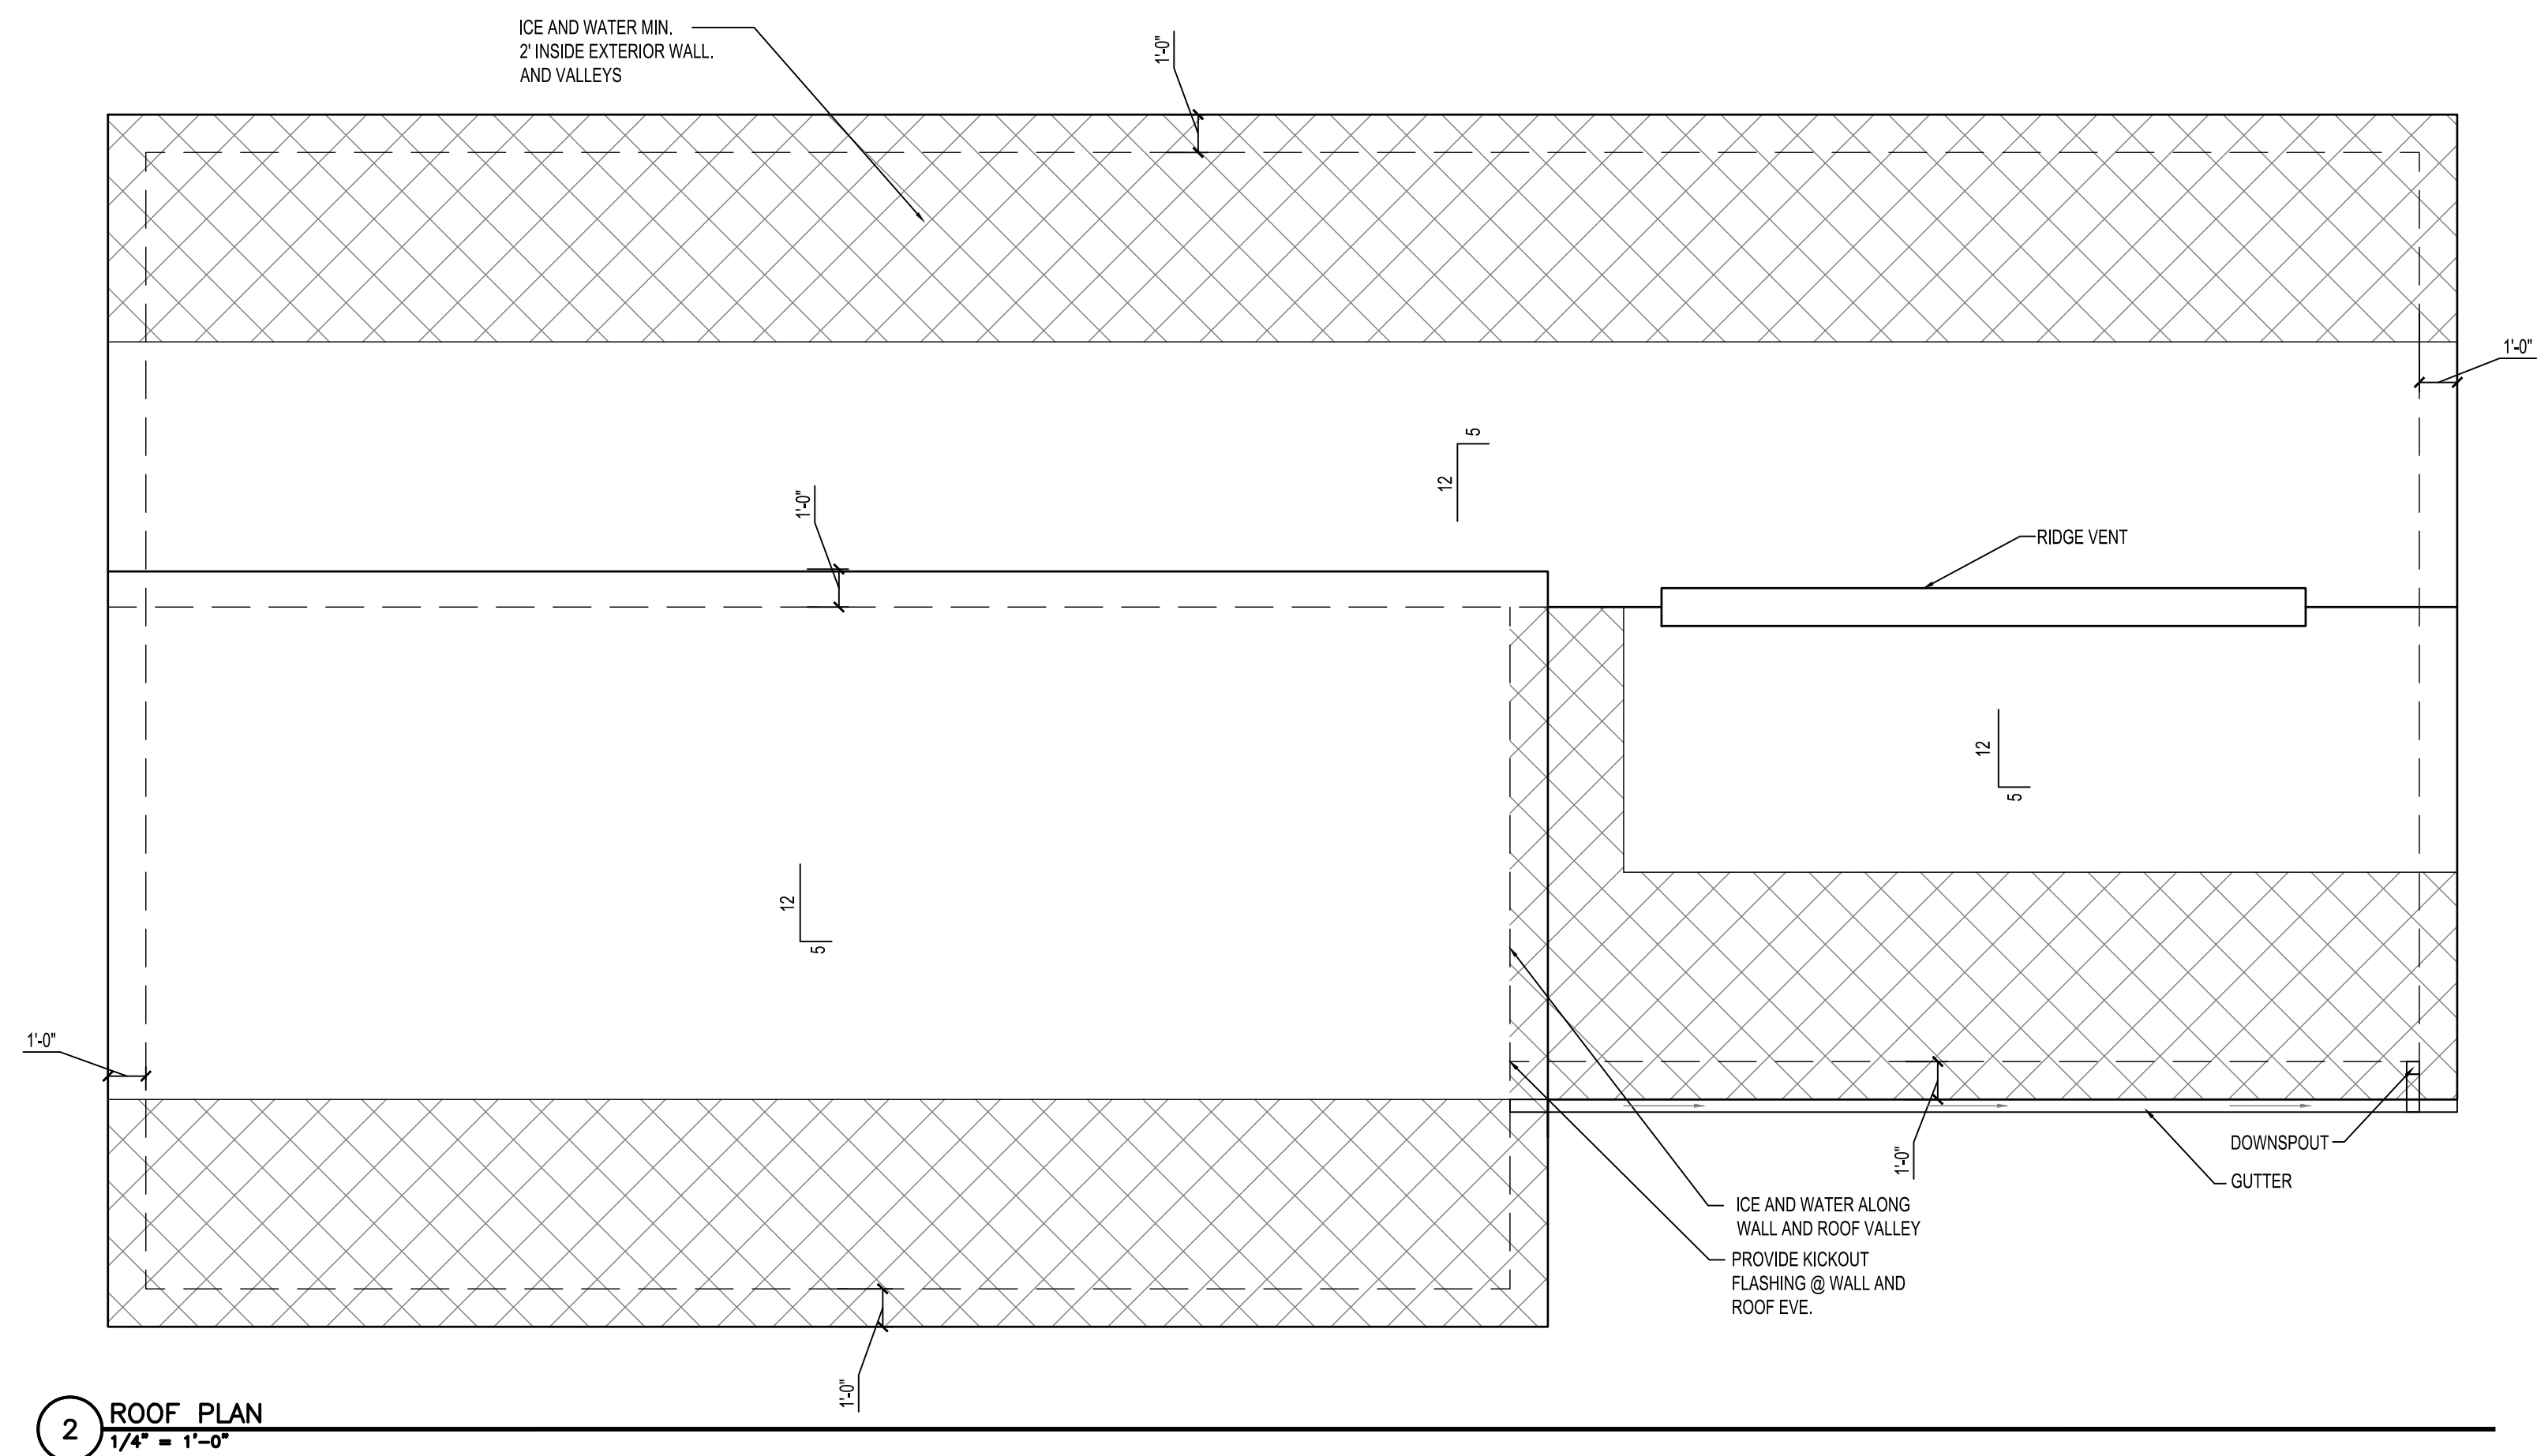 ICE AND WATER MIN.
2' INSIDE EXTERIOR WALL.
AND VALLEYS
1'-0"
1'-0"
5
12
1'-0"
RIDGE VENT
12
5
12
5
1'-0"
1'-0"
DOWNSPOUT
GUTTER
ICE AND WATER ALONG
WALL AND ROOF VALLEY
PROVIDE KICKOUT
FLASHING @ WALL AND
ROOF EVE.
1'-0"
2
ROOF PLAN
1/4" = 1'-0"